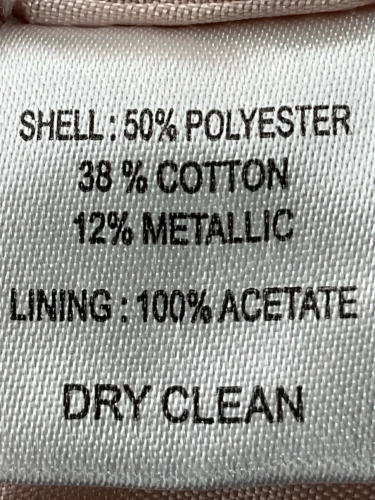 SHELL : 50% POLYESTER
38 % COTTON
12% METALLIC
LINING : 100% ACETATE
DRY CLEAN